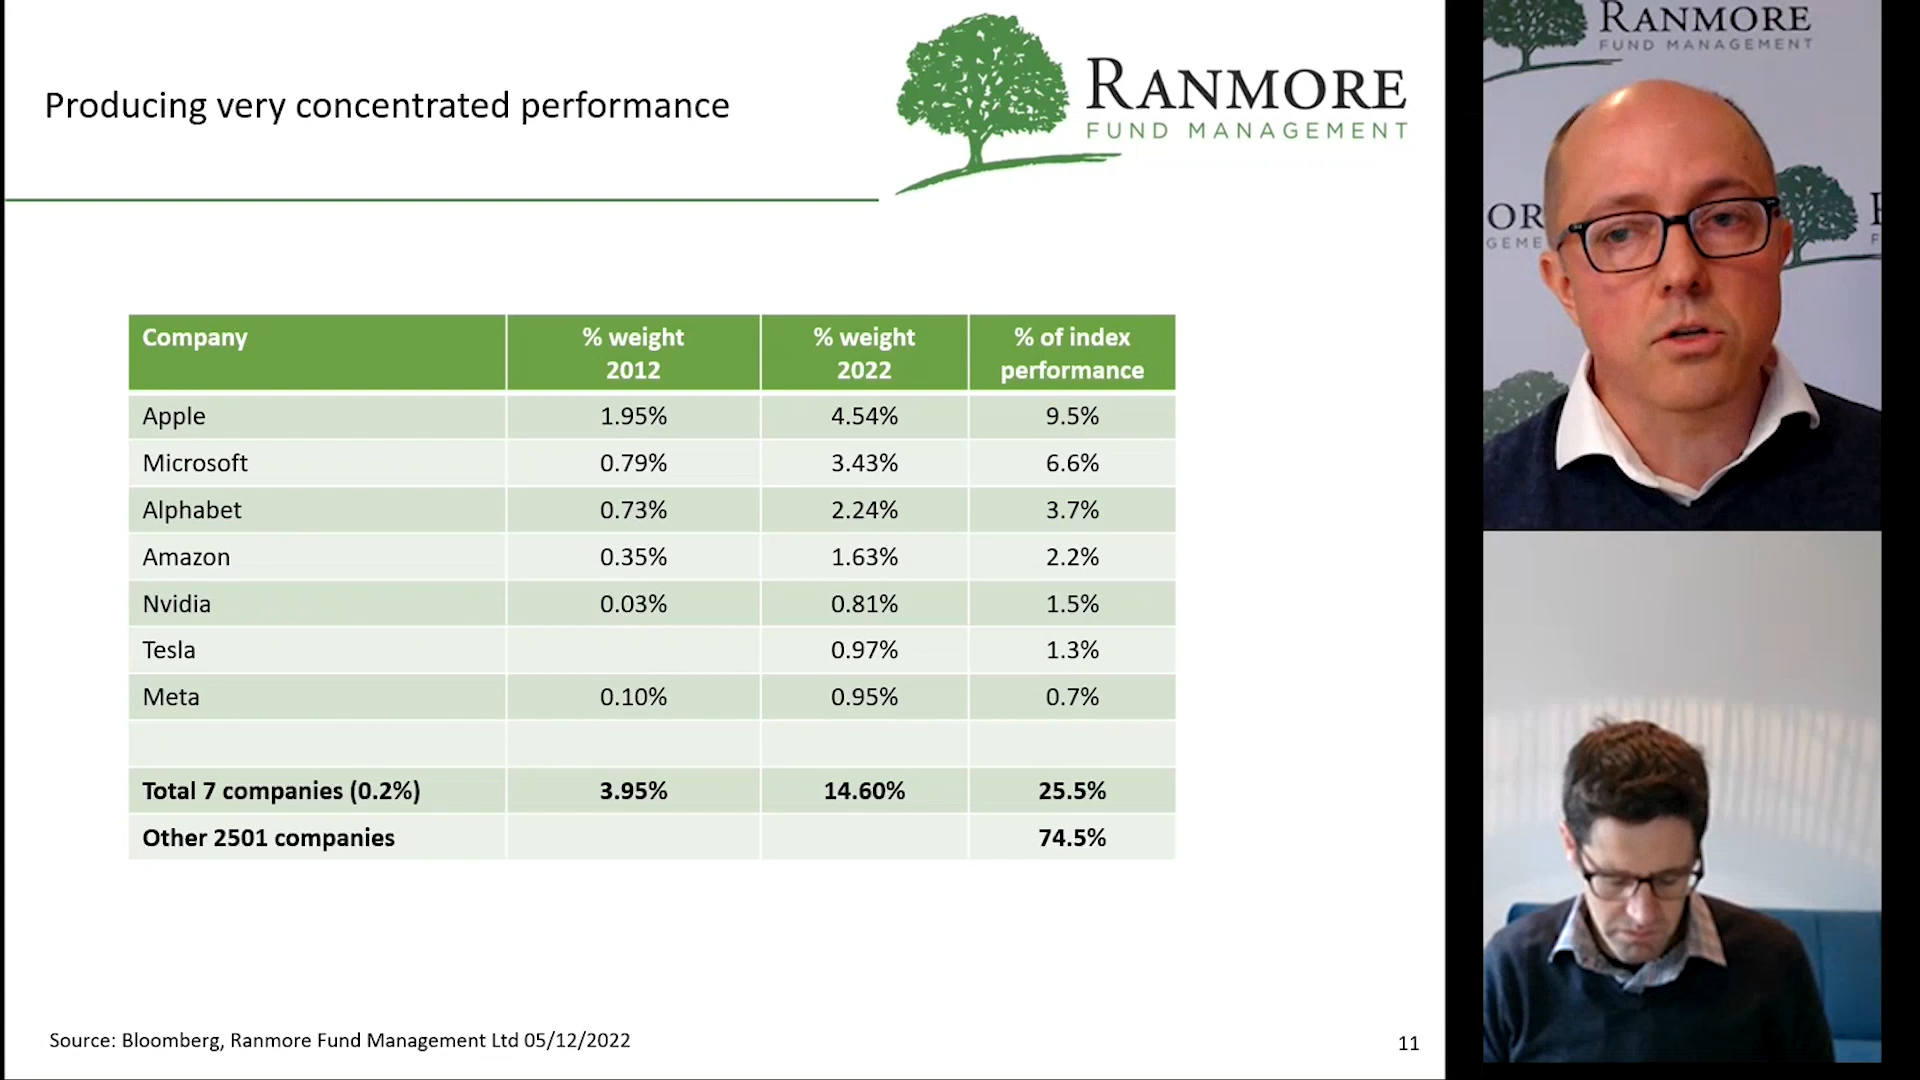 Producing very concentrated performance
RANMORE
FUND MANAGEMENT
Company % weight 2012 % weight 2022 % of index performance
Apple 1.95% 4.54% 9.5%
Microsoft 0.79% 3.43% 6.6%
Alphabet 0.73% 2.24% 3.7%
Amazon 0.35% 1.63% 2.2%
Nvidia 0.03% 0.81% 1.5%
Tesla 0.97% 1.3%
Meta 0.10% 0.95% 0.7%
Total 7 companies (0.2%) 3.95% 14.60% 25.5%
Other 2501 companies 74.5%
Source: Bloomberg, Ranmore Fund Management Ltd 05/12/2022
11
RANMORE
FUND MANAGEMENT
OR
GEME